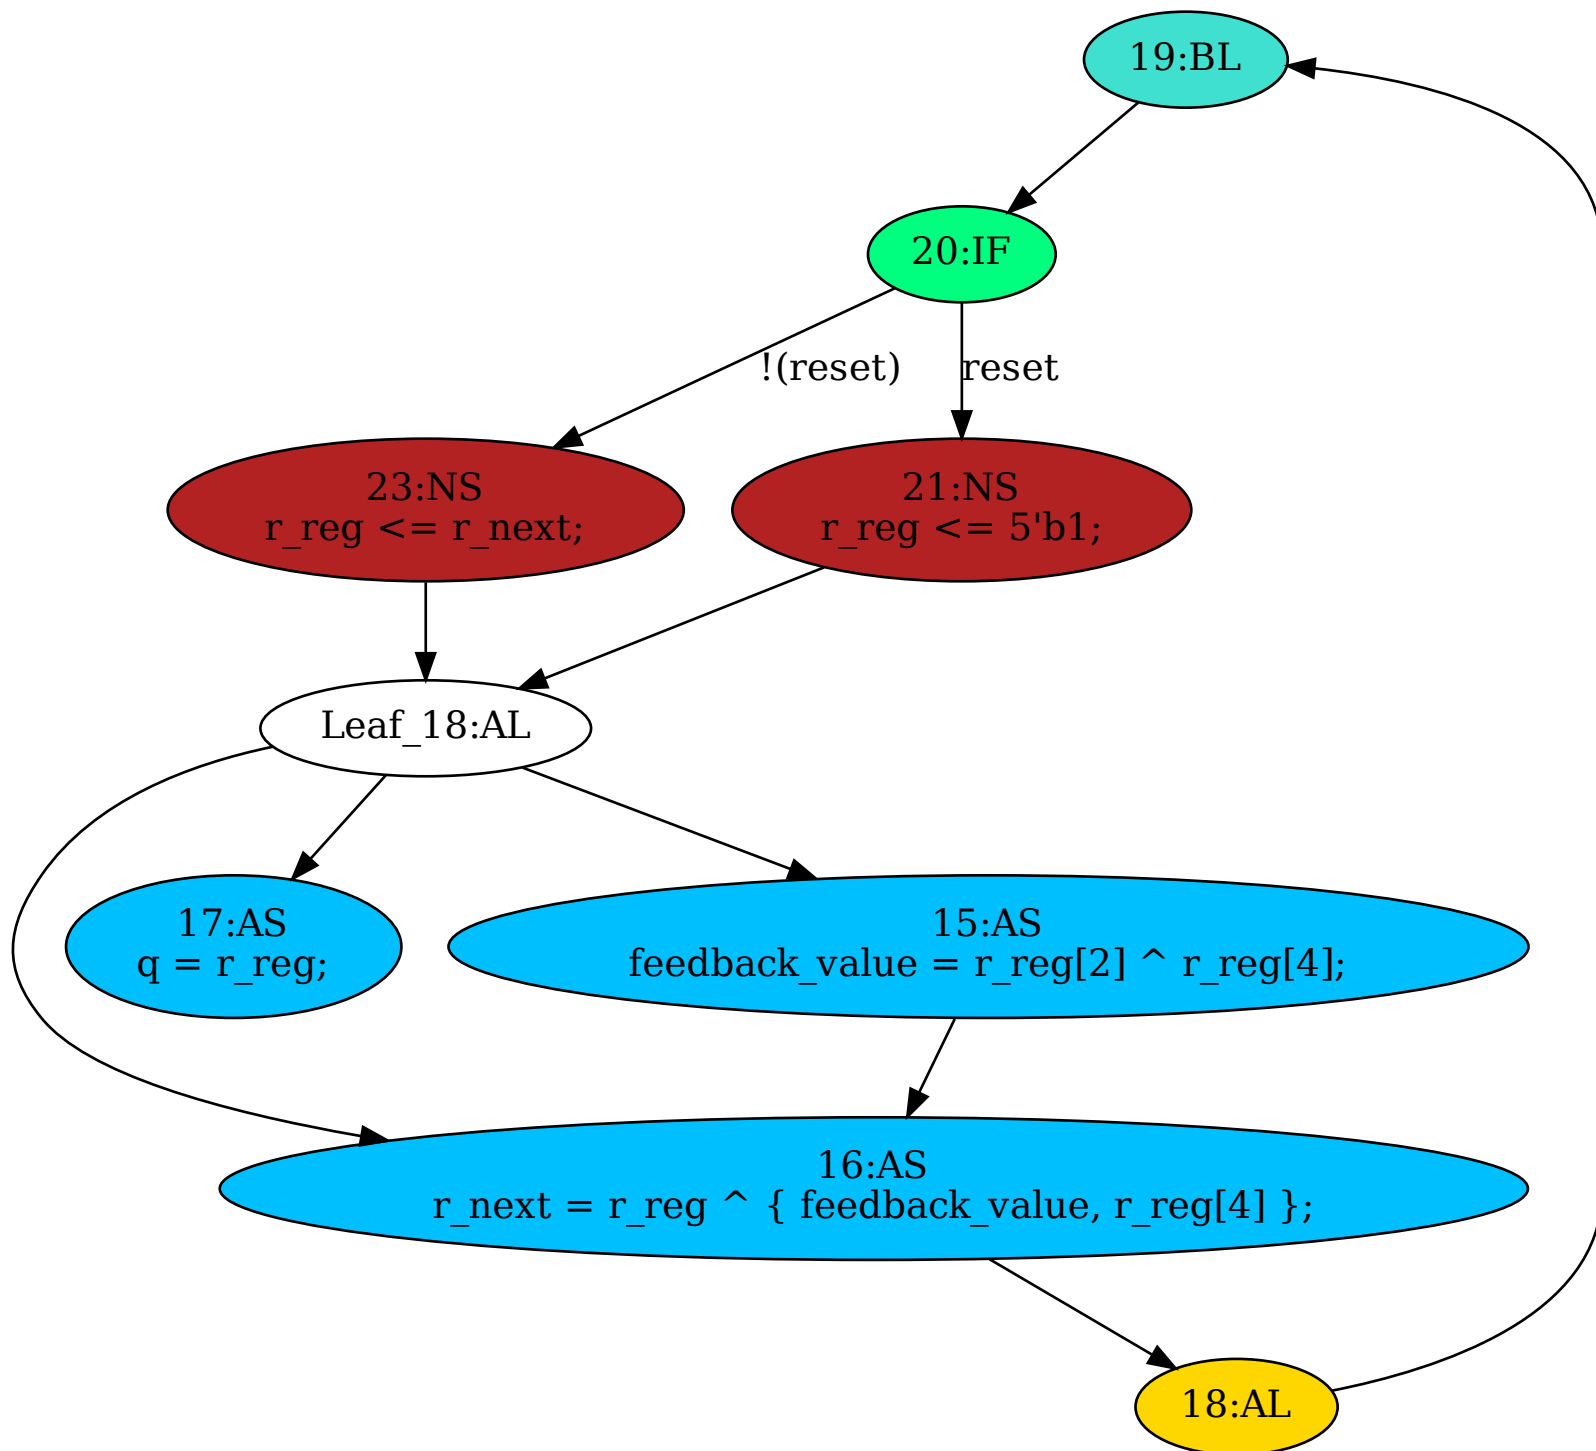 19:BL
20:IF
!(reset)
reset
23:NS
r_reg <= r_next;
21:NS
r_reg <= 5'b1;
Leaf_18:AL
17:AS
q = r_reg;
15:AS
feedback_value = r_reg[2] ^ r_reg[4];
16:AS
r_next = r_reg ^ { feedback_value, r_reg[4] };
18:AL